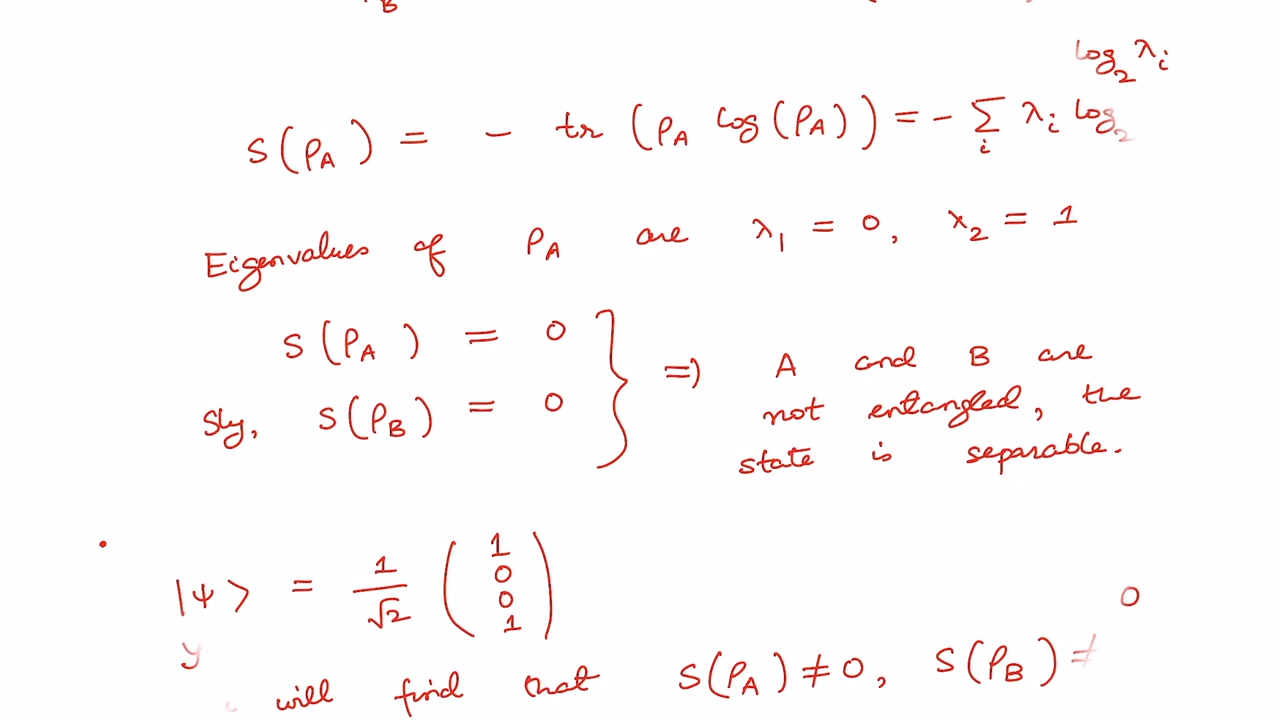 B
log₂ λᵢ
S(ρ_A) = - tr (ρ_A log(ρ_A)) = - Σ_i λᵢ log₂
Eigenvalues of ρ_A are λ₁ = 0, λ₂ = 1
S(ρ_A) = 0
Sly, S(ρ_B) = 0
=> A and B are
not entangled, the
state is separable.
|ψ> = 1/√2 (1 0 0 1)
0
y
will find that S(ρ_A) ≠ 0, S(ρ_B) ≠